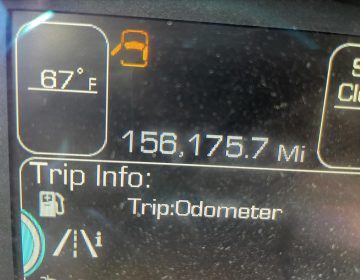 67°F
156,175.7 Mi
Trip Info:
Trip:Odometer
i